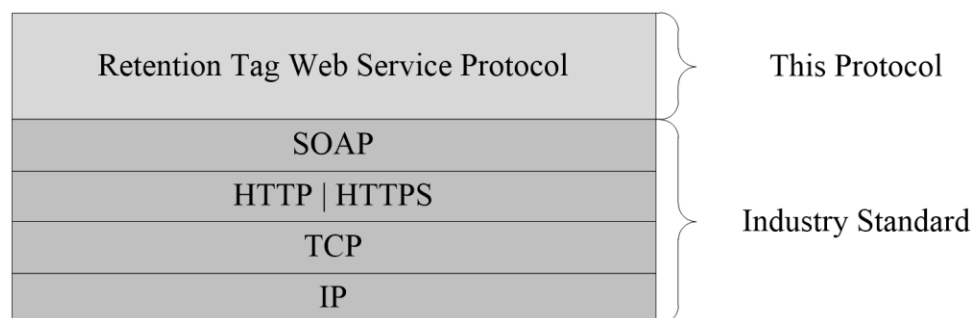 Retention Tag Web Service Protocol
This Protocol
SOAP
HTTP | HTTPS
TCP
IP
Industry Standard